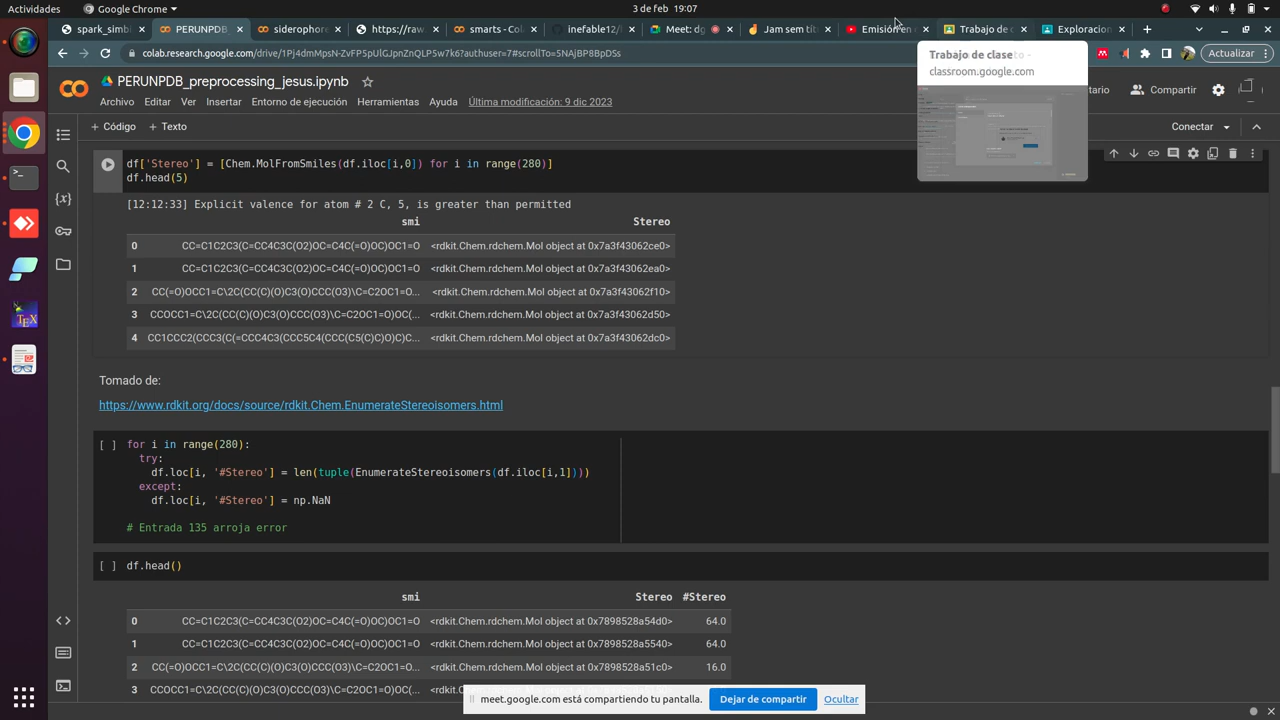 Actividades
Google Chrome
3 de feb 19:07
spark_simb
PERUNPDB
siderophore
https://raw
smarts - Col
inefable12/
Meet: dg
Jam sin tít
Emisión en
Trabajo de c
Exploracion
colab.research.google.com/drive/1Pj4dmMpsN-ZvFP5pUlGJpnZnQLP5w7k6?authuser=7#scrollTo=5NAjBP8BpDSs
Actualizar
Trabajo de clase
classroom.google.com
PERUNPDB_preprocessing_jesis.ipynb
Archivo Editar Ver Insertar Entorno de ejecución Herramientas Ayuda Última modificación: 9 dic 2023
Compartir
+ Código + Texto
Conectar
df['Stereo'] = [Chem.MolFromSmiles(df.iloc[i,0]) for i in range(280)]
df.head(5)
[12:12:33] Explicit valence for atom # 2 C, 5, is greater than permitted
smi Stereo
0 CC=C1C2C3(C=CC4C3C(O2)OC=C4C(=O)OC)OC1=O <rdkit.Chem.rdchem.Mol object at 0x7a3f43062ce0>
1 CC=C1C2C3(C=CC4C3C(O2)OC=C4C(=O)OC)OC1=O <rdkit.Chem.rdchem.Mol object at 0x7a3f43062ea0>
2 CC(=O)OCC1=C\2C(CC(C)(O)C3(O)CCC(O3)\C=C2OC1=O... <rdkit.Chem.rdchem.Mol object at 0x7a3f43062f10>
3 CCOCC1=C\2C(CC(C)(O)C3(O)CCC(O3)\C=C2OC1=O)OC(... <rdkit.Chem.rdchem.Mol object at 0x7a3f43062d50>
4 CC1CCC2(CCC3(C(=CCC4C3(CCC5C4(CCC(C5(C)C)O)C)C... <rdkit.Chem.rdchem.Mol object at 0x7a3f43062dc0>
Tomado de:
https://www.rdkit.org/docs/source/rdkit.Chem.EnumerateStereoisomers.html
[ ] for i in range(280):
try:
df.loc[i, '#Stereo'] = len(tuple(EnumerateStereoisomers(df.iloc[i,1])))
except:
df.loc[i, '#Stereo'] = np.NaN
# Entrada 135 arroja error
[ ] df.head()
smi Stereo #Stereo
0 CC=C1C2C3(C=CC4C3C(O2)OC=C4C(=O)OC)OC1=O <rdkit.Chem.rdchem.Mol object at 0x7898528a54d0> 64.0
1 CC=C1C2C3(C=CC4C3C(O2)OC=C4C(=O)OC)OC1=O <rdkit.Chem.rdchem.Mol object at 0x7898528a5540> 64.0
2 CC(=O)OCC1=C\2C(CC(C)(O)C3(O)CCC(O3)\C=C2OC1=O... <rdkit.Chem.rdchem.Mol object at 0x7898528a51c0> 16.0
3
meet.google.com está compartiendo tu pantalla. Dejar de compartir Ocultar